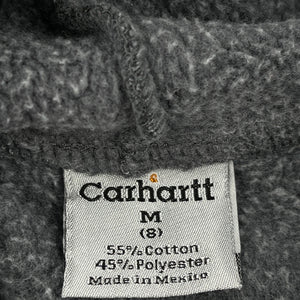 Carhartt
M
(8)
55% Cotton
45% Polyester
Made in Mexico